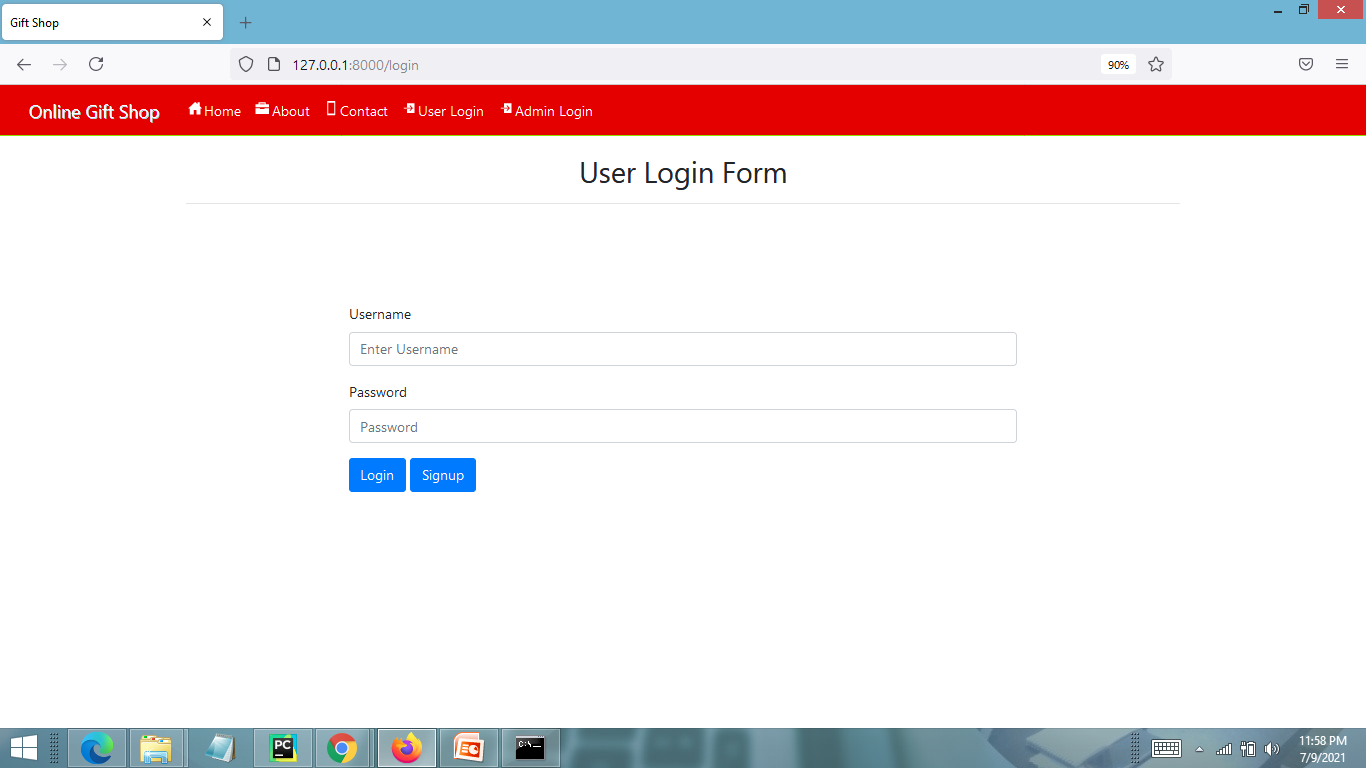 Gift Shop
127.0.0.1:8000/login
90%
Online Gift Shop Home About Contact User Login Admin Login
User Login Form
Username
Enter Username
Password
Password
Login Signup
PC
C:\
11:58 PM
7/9/2021